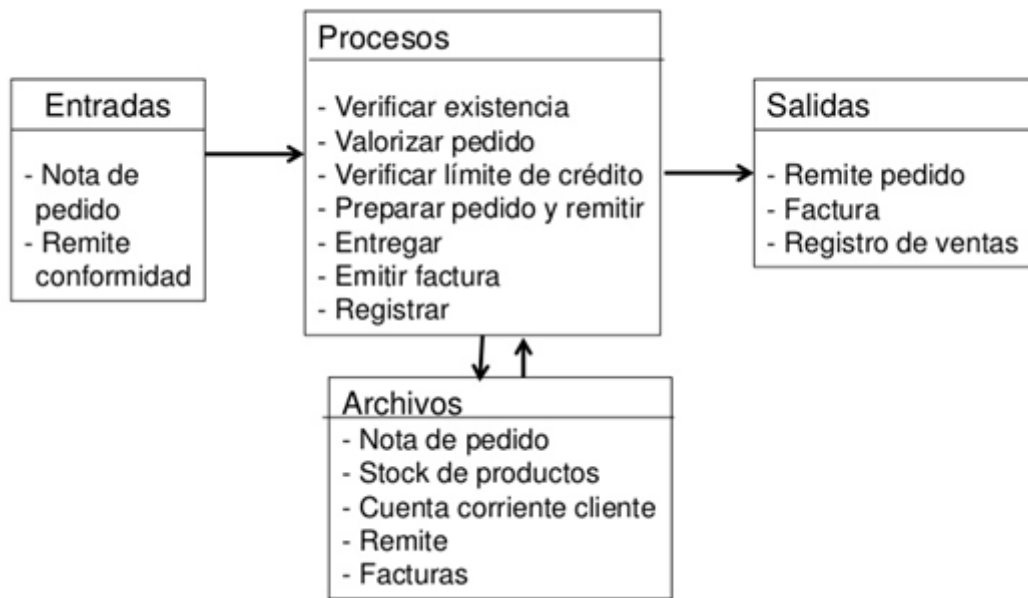 Entradas
- Nota de
pedido
- Remite
conformidad
Procesos
- Verificar existencia
- Valorizar pedido
- Verificar límite de crédito
- Preparar pedido y remitir
- Entregar
- Emitir factura
- Registrar
Salidas
- Remite pedido
- Factura
- Registro de ventas
Archivos
- Nota de pedido
- Stock de productos
- Cuenta corriente cliente
- Remite
- Facturas